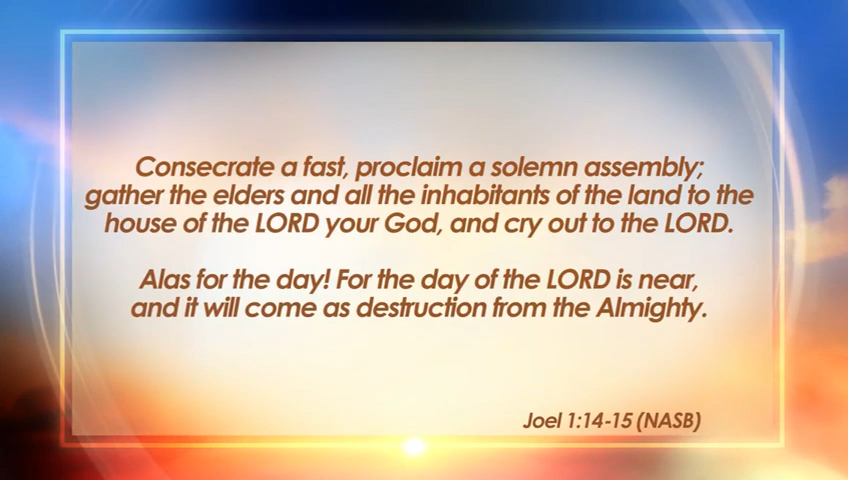 Consecrate a fast, proclaim a solemn assembly;
gather the elders and all the inhabitants of the land to the
house of the LORD your God, and cry out to the LORD.
Alas for the day! For the day of the LORD is near,
and it will come as destruction from the Almighty.
Joel 1:14-15 (NASB)